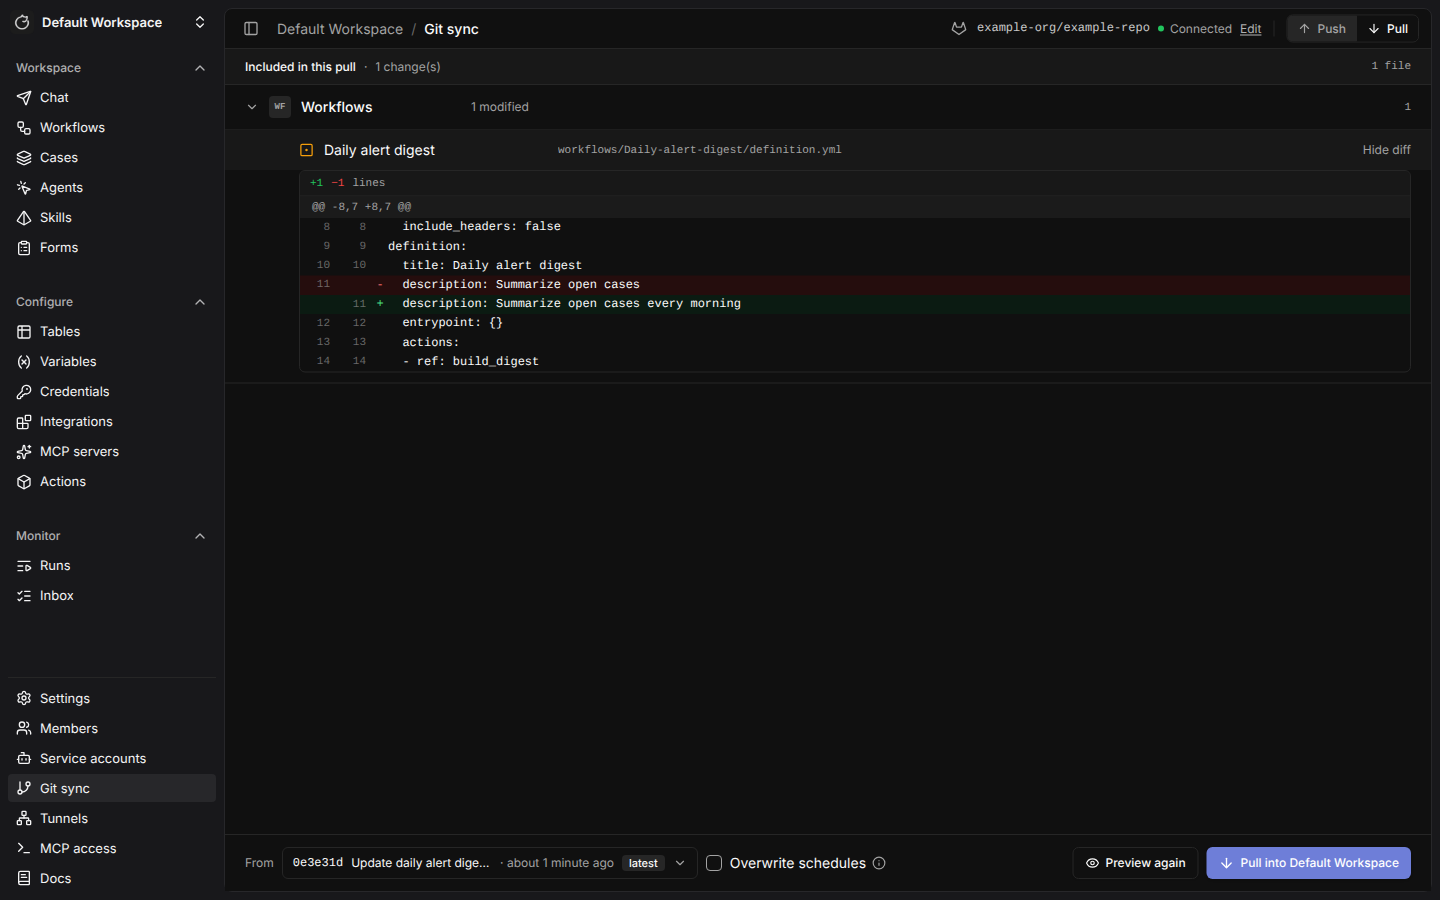 Default Workspace
Workspace
Chat
Workflows
Cases
Agents
Skills
Forms
Configure
Tables
Variables
Credentials
Integrations
MCP servers
Actions
Monitor
Runs
Inbox
Settings
Members
Service accounts
Git sync
Tunnels
MCP access
Docs
Default Workspace / Git sync
example-org/example-repo Connected Edit Push Pull
Included in this pull · 1 change(s) 1 file
WF Workflows 1 modified 1
Daily alert digest workflows/Daily-alert-digest/definition.yml Hide diff
+1 −1 lines
@@ -8,7 +8,7 @@
8 8 include_headers: false
9 9 definition:
10 10 title: Daily alert digest
11 - description: Summarize open cases
11 + description: Summarize open cases every morning
12 12 entrypoint: {}
13 13 actions:
14 14 - ref: build_digest
From 0e3e31d Update daily alert dige... · about 1 minute ago latest Overwrite schedules Preview again Pull into Default Workspace